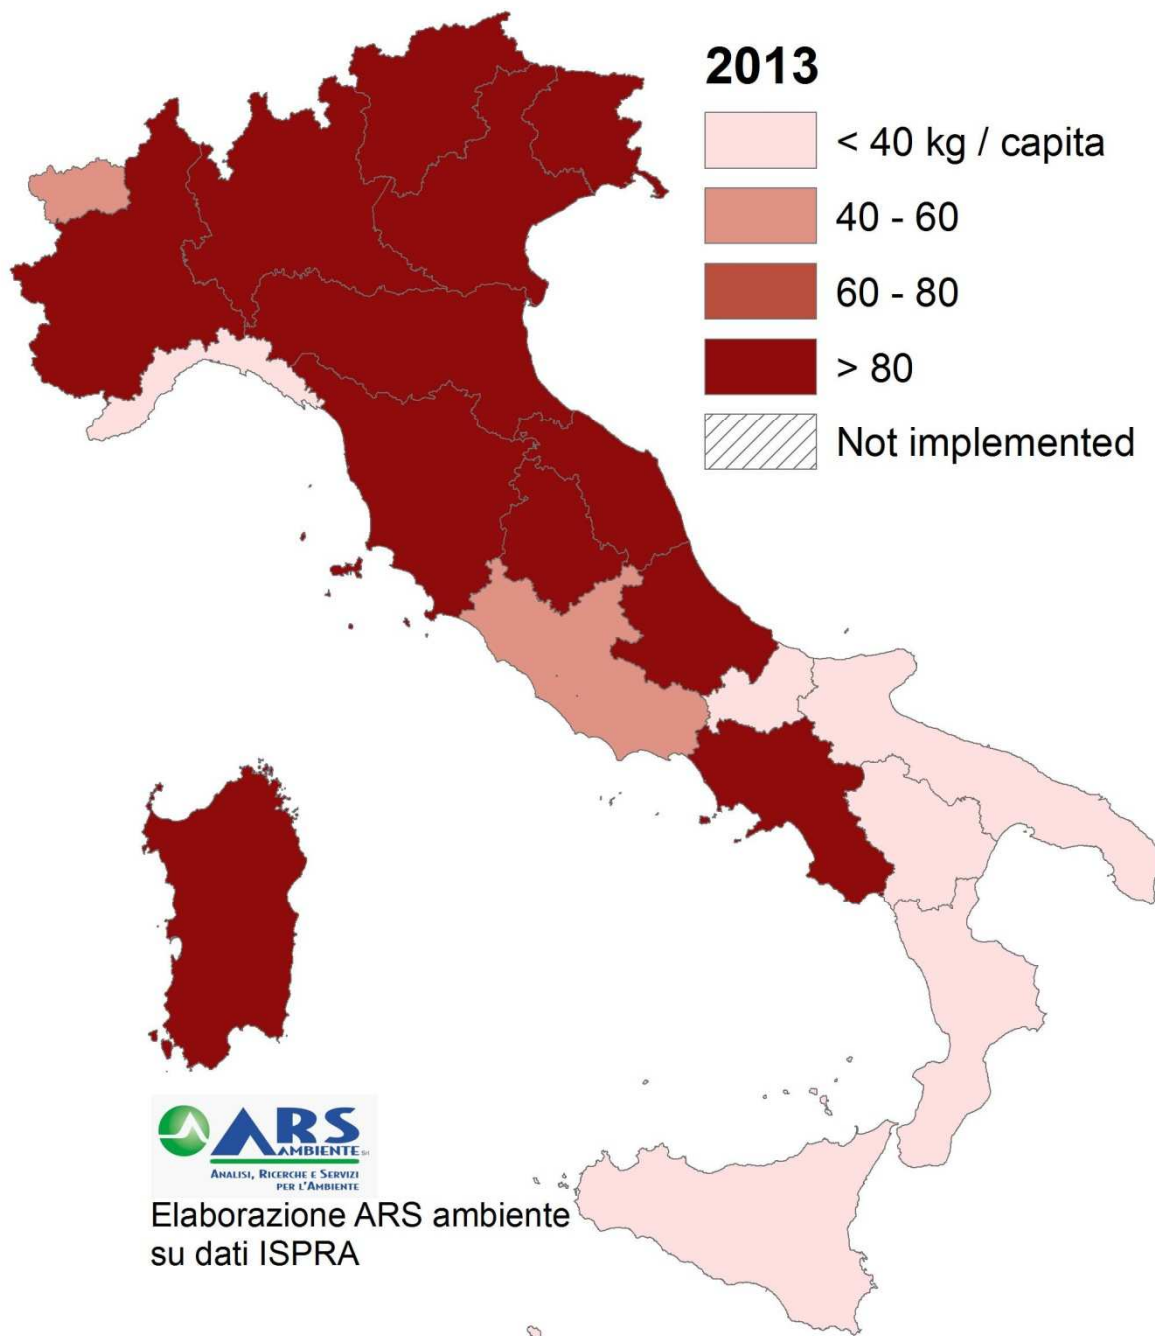 2013
< 40 kg / capita
40 - 60
60 - 80
> 80
Not implemented
ARS
AMBIENTE Srl
ANALISI, RICERCHE E SERVIZI
PER L'AMBIENTE
Elaborazione ARS ambiente
su dati ISPRA